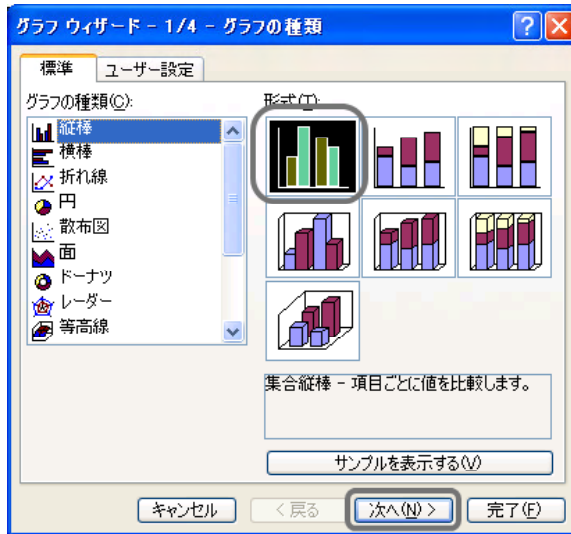 グラフ ウィザード - 1/4 - グラフの種類
標準 ユーザー設定
グラフの種類(C): 形式(T):
縦棒
横棒
折れ線
円
散布図
面
ドーナツ
レーダー
等高線
集合縦棒 - 項目ごとに値を比較します。
サンプルを表示する(V)
キャンセル < 戻る 次へ(N) > 完了(F)